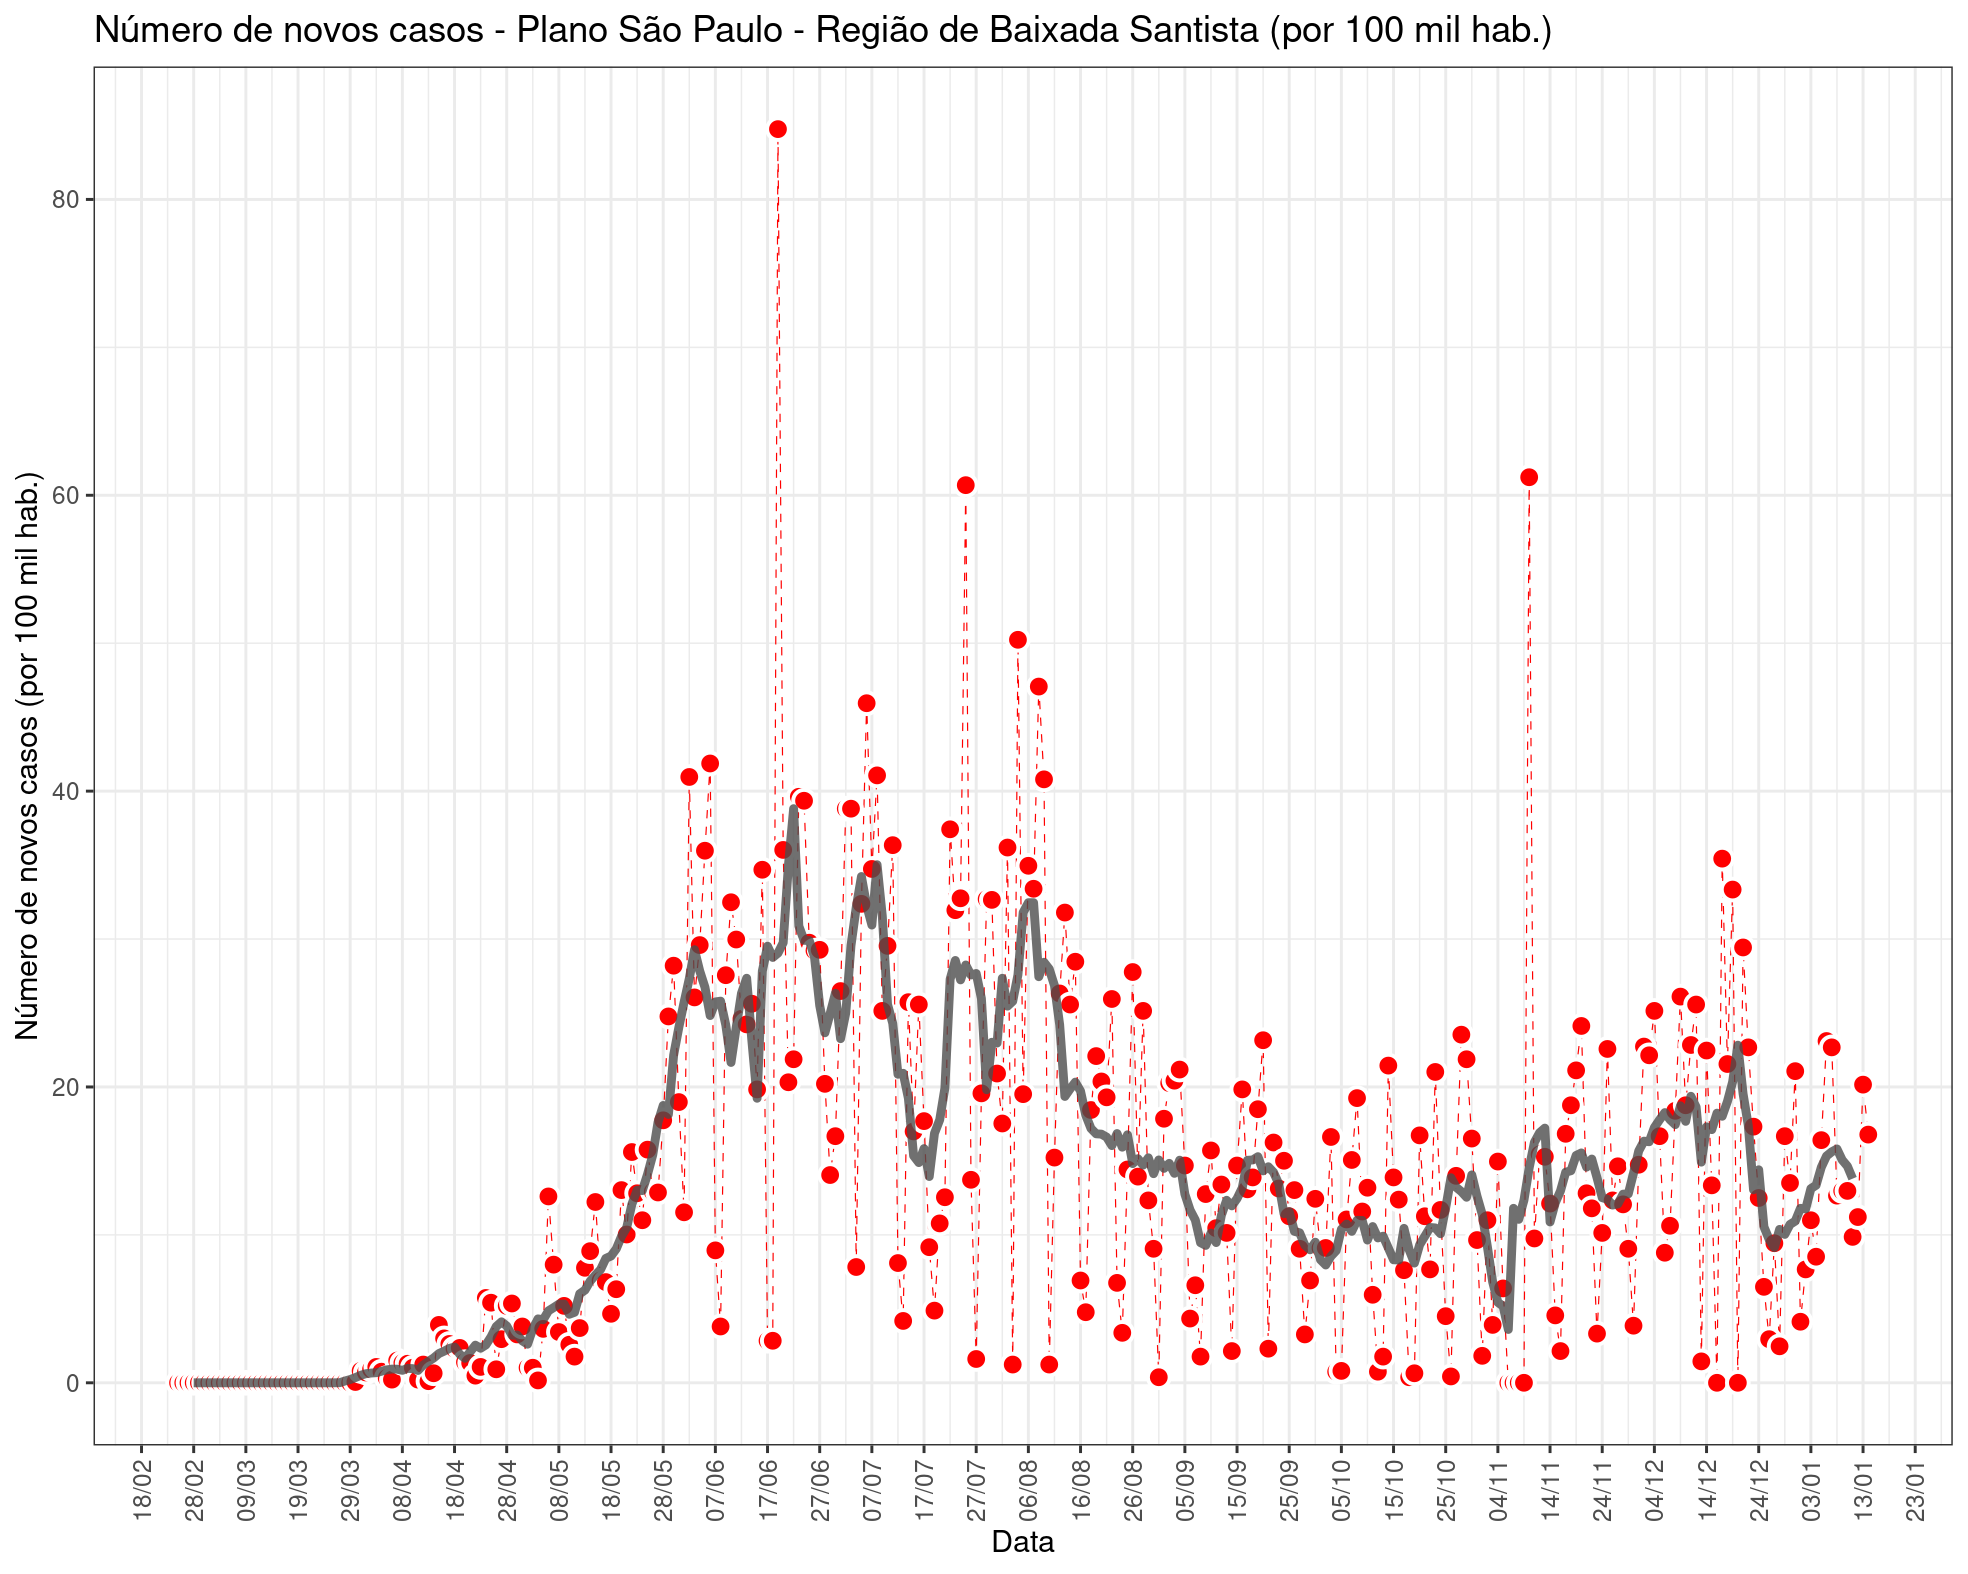 Número de novos casos - Plano São Paulo - Região de Baixada Santista (por 100 mil hab.)
Número de novos casos (por 100 mil hab.)
80
60
40
20
0
18/02 28/02 09/03 19/03 29/03 08/04 18/04 28/04 08/05 18/05 28/05 07/06 17/06 27/06 07/07 17/07 27/07 06/08 16/08 26/08 05/09 15/09 25/09 05/10 15/10 25/10 04/11 14/11 24/11 04/12 14/12 24/12 03/01 13/01 23/01
Data